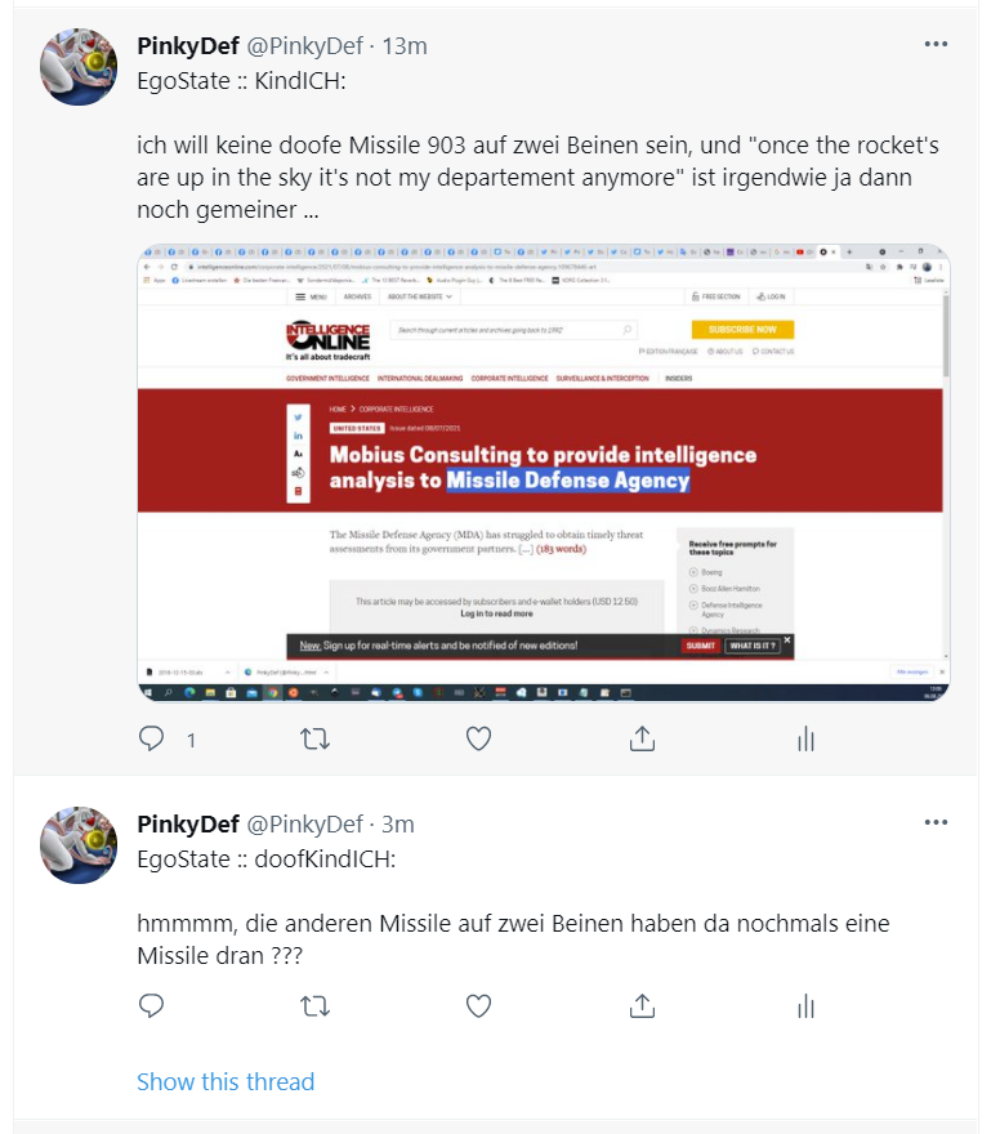 PinkyDef @PinkyDef · 13m
EgoState :: KindICH:
ich will keine doofe Missile 903 auf zwei Beinen sein, und "once the rocket's
are up in the sky it's not my departement anymore" ist irgendwie ja dann
noch gemeiner ...
MENU ARCHIVES ABOUT THE WEBSITE FREE SECTION LOGIN
INTELLIGENCE
ONLINE
It's all about tradecraft
Search through current articles and archives going back to 1992
SUBSCRIBE NOW
EDITION FRANÇAISE ABOUT US CONTACT US
GOVERNMENT INTELLIGENCE INTERNATIONAL DEALMAKING CORPORATE INTELLIGENCE SURVEILLANCE & INTERCEPTION INSIDERS
HOME > CORPORATE INTELLIGENCE
UNITED STATES Issue dated 08/07/2021
Mobius Consulting to provide intelligence
analysis to Missile Defense Agency
The Missile Defense Agency (MDA) has struggled to obtain timely threat
assessments from its government partners. [...] (183 words)
Receive free prompts for
these topics
Boeing
Booz Allen Hamilton
Defense Intelligence
Agency
Dynamics Research
This article may be accessed by subscribers and e-wallet holders (USD 12.50)
Log in to read more
New. Sign up for real-time alerts and be notified of new editions! SUBMIT WHAT IS IT ?
1
PinkyDef @PinkyDef · 3m
EgoState :: doofKindICH:
hmmmm, die anderen Missile auf zwei Beinen haben da nochmals eine
Missile dran ???
Show this thread